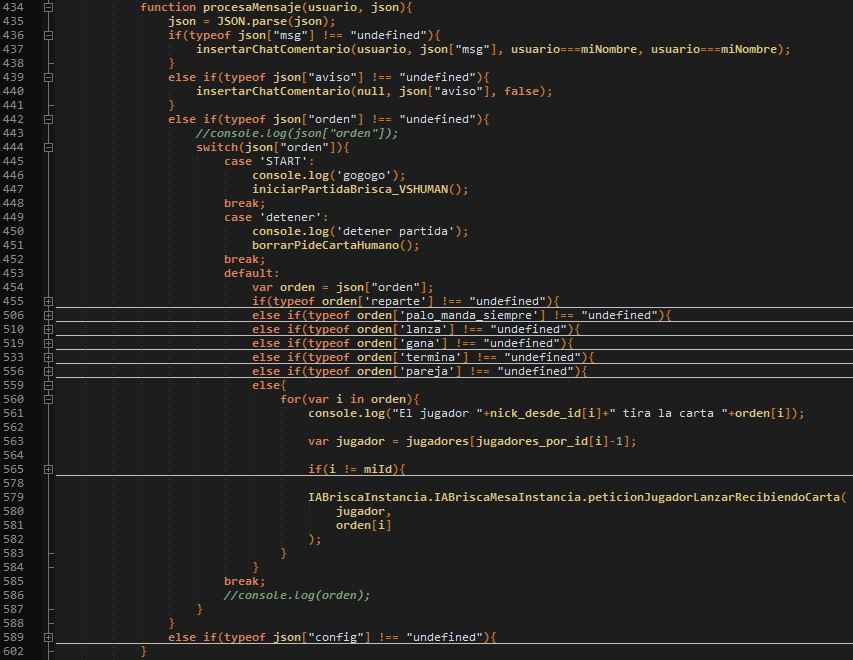 434 function procesaMensaje(usuario, json){
435 json = JSON.parse(json);
436 if(typeof json["msg"] !== "undefined"){
437 insertarChatComentario(usuario, json["msg"], usuario===miNombre, usuario===miNombre);
438 }
439 else if(typeof json["aviso"] !== "undefined"){
440 insertarChatComentario(null, json["aviso"], false);
441 }
442 else if(typeof json["orden"] !== "undefined"){
443 //console.log(json["orden"]);
444 switch(json["orden"]){
445 case 'START':
446 console.log('gogogo');
447 iniciarPartidaBrisca_VSHUMAN();
448 break;
449 case 'detener':
450 console.log('detener partida');
451 borrarPideCartaHumano();
452 break;
453 default:
454 var orden = json["orden"];
455 if(typeof orden['reparte'] !== "undefined"){
506 else if(typeof orden['palo_manda_siempre'] !== "undefined"){
510 else if(typeof orden['lanza'] !== "undefined"){
519 else if(typeof orden['gana'] !== "undefined"){
533 else if(typeof orden['termina'] !== "undefined"){
556 else if(typeof orden['pareja'] !== "undefined"){
559 else{
560 for(var i in orden){
561 console.log("El jugador "+nick_desde_id[i]+" tira la carta "+orden[i]);
562
563 var jugador = jugadores[jugadores_por_id[i]-1];
564
565 if(i != miId){
578
579 IABriscaInstancia.IABriscaMesaInstancia.peticionJugadorLanzarRecibiendoCarta(
580 jugador,
581 orden[i]
582 );
583 }
584 }
585 break;
586 //console.log(orden);
587 }
588 }
589 else if(typeof json["config"] !== "undefined"){
602 }